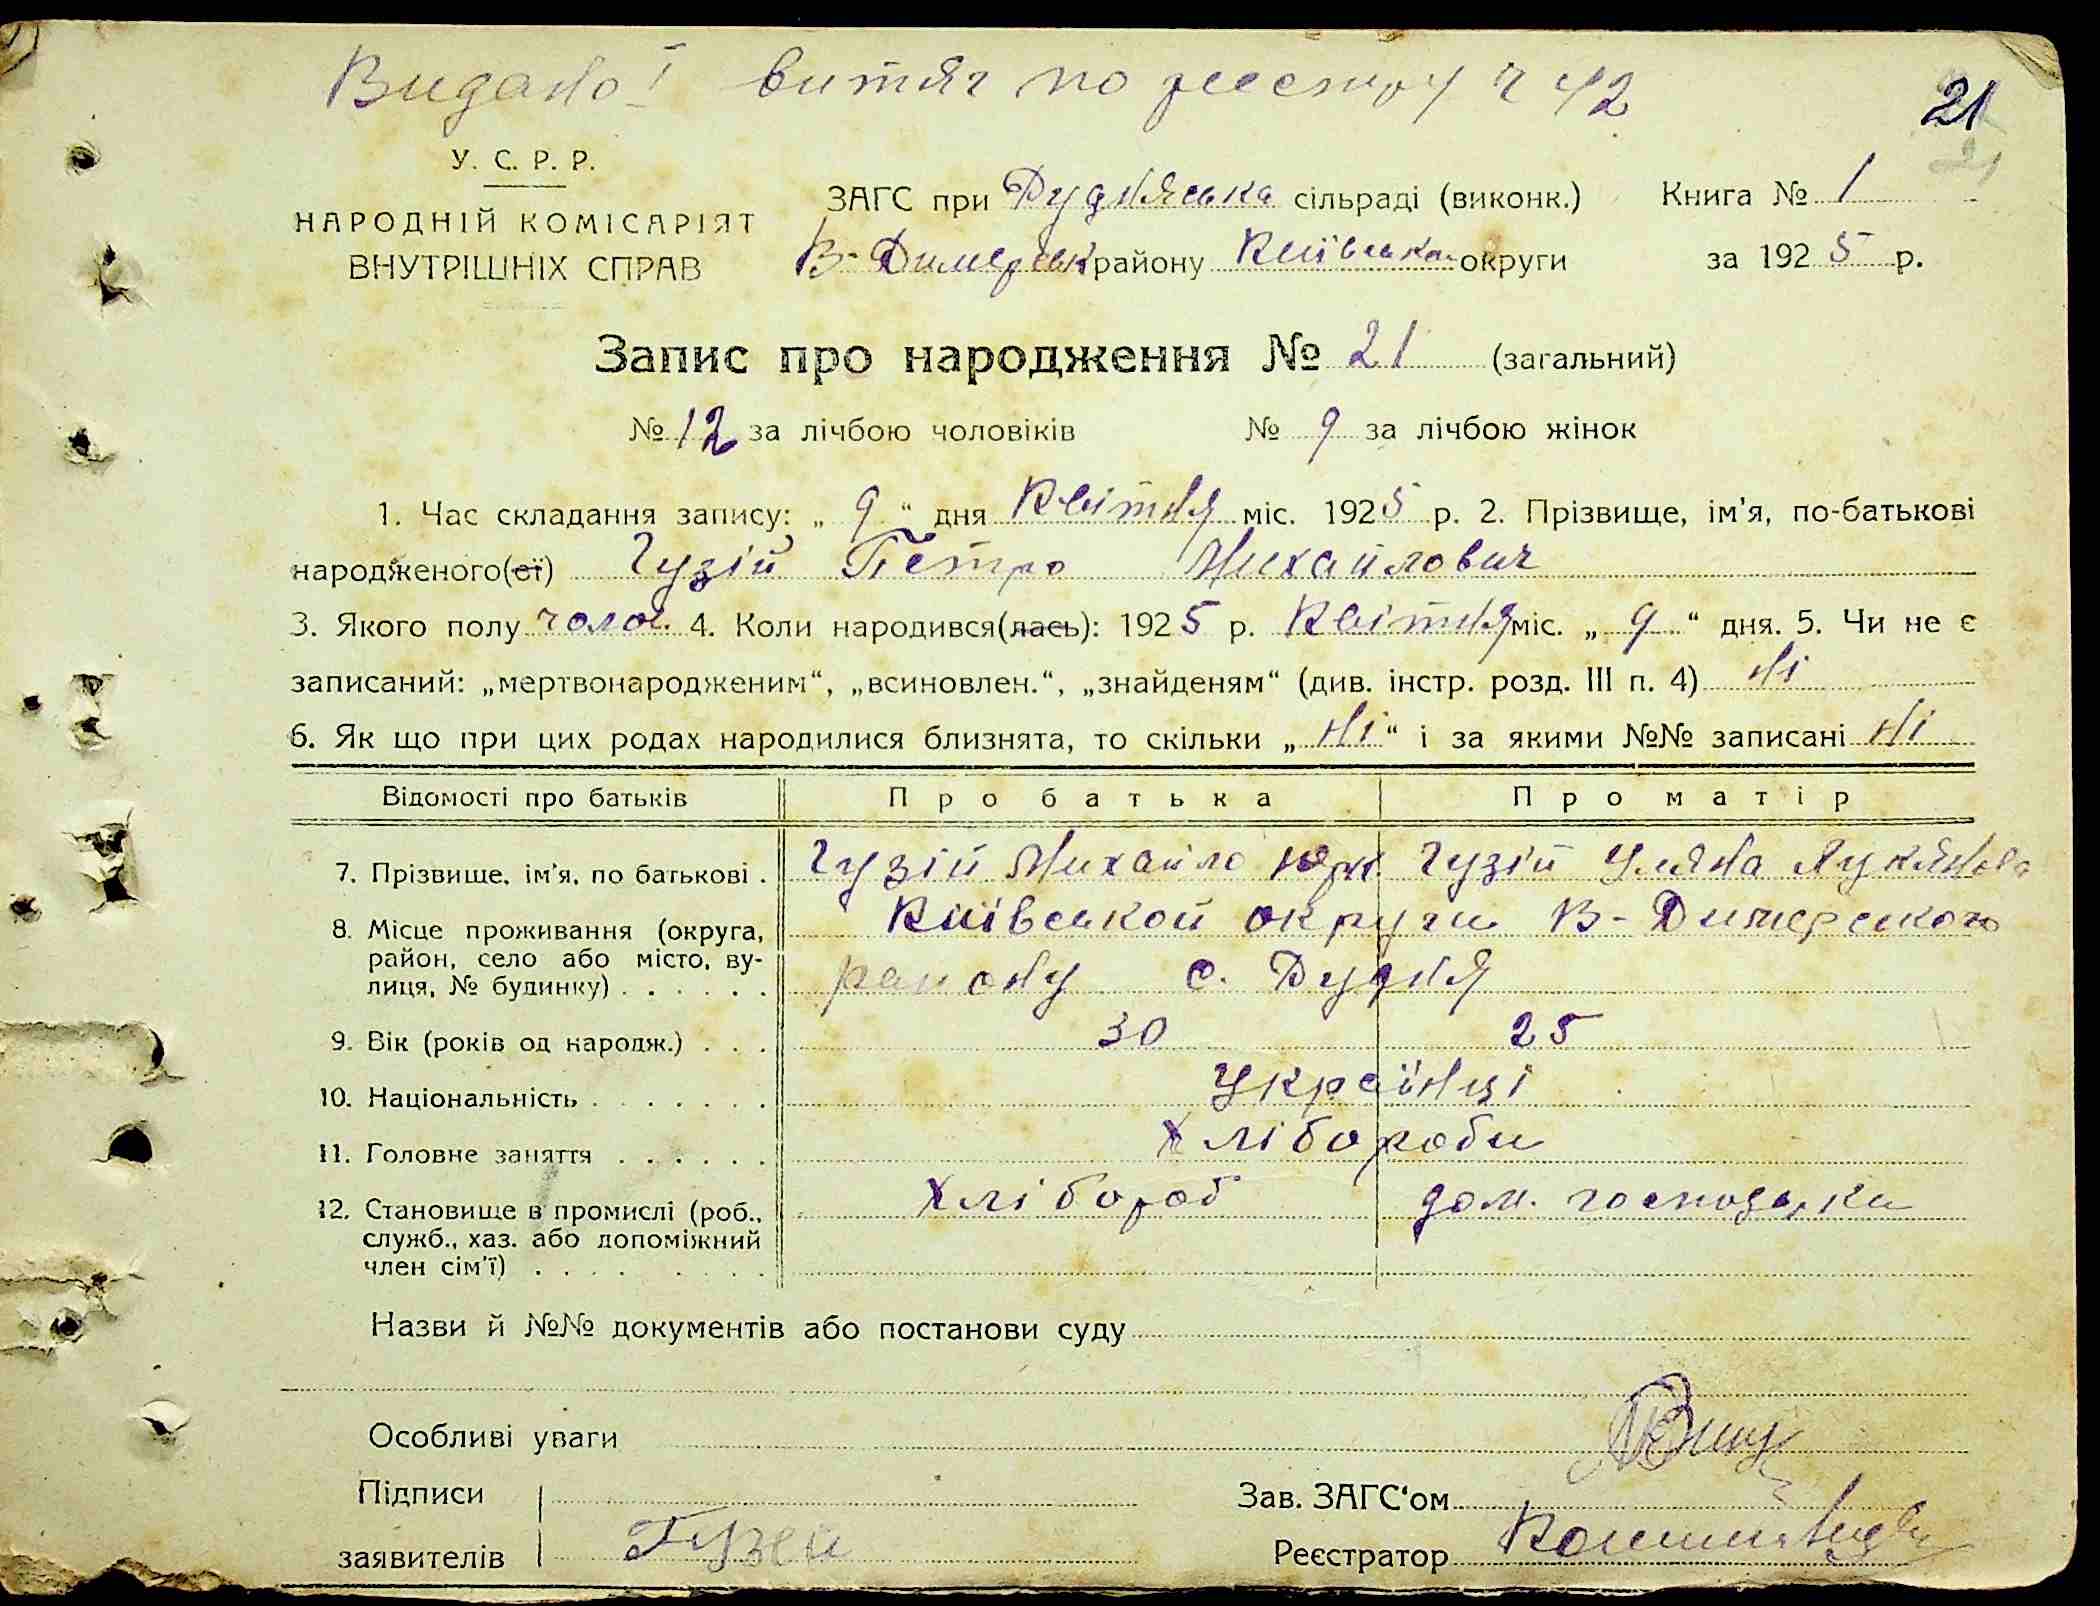 Видано 1 витяг по реєстру ч 42
21
21
У. С. Р. Р.
НАРОДНІЙ КОМІСАРІЯТ
ВНУТРІШНІХ СПРАВ
ЗАГС при Руднянська сільраді (виконк.) Книга № 1
В-Димерськ району Київська округи за 1925 р.
Запис про народження № 21 (загальний)
№ 12 за лічбою чоловіків № 9 за лічбою жінок
1. Час складання запису: „ 9 “ дня Квітня міс. 1925 р. 2. Прізвище, ім'я, по-батькові
народженого(еї) Гузій Петро Михайлович
3. Якого полу чолов. 4. Коли народився(лась): 1925 р. Квітня міс. „ 9 “ дня. 5. Чи не є
записаний: „мертвонародженим“, „всиновлен.“, „знайденям“ (див. інстр. розд. III п. 4) Ні
6. Як що при цих родах народилися близнята, то скільки „ Ні “ і за якими №№ записані Ні
Відомості про батьків Про батька Про матір
7. Прізвище, ім'я, по батькові . Гузій Михайло Юрк. Гузій Уляна Лукянова
8. Місце проживання (округа, Київської округи В-Димерського
район, село або місто, ву-
лиця, № будинку) . . . . . . району с. Рудня
9. Вік (років од народж.) . . . 30 25
10. Національність . . . . . . . Українці
11. Головне заняття . . . . . . Хлібороби
12. Становище в промислі (роб., Хлібороб дом. господарка
служб., хаз. або допоміжний
член сім'ї) . . . . . . . .
Назви й №№ документів або постанови суду
Особливі уваги
Підписи Зав. ЗАГС'ом
заявителів Гузей Реєстратор